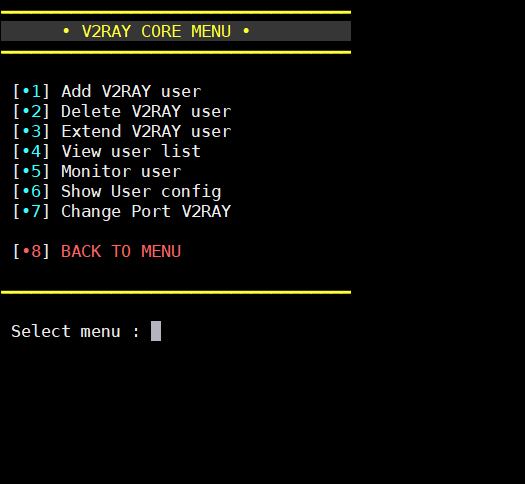 • V2RAY CORE MENU •
[•1] Add V2RAY user
[•2] Delete V2RAY user
[•3] Extend V2RAY user
[•4] View user list
[•5] Monitor user
[•6] Show User config
[•7] Change Port V2RAY
[•8] BACK TO MENU
Select menu :